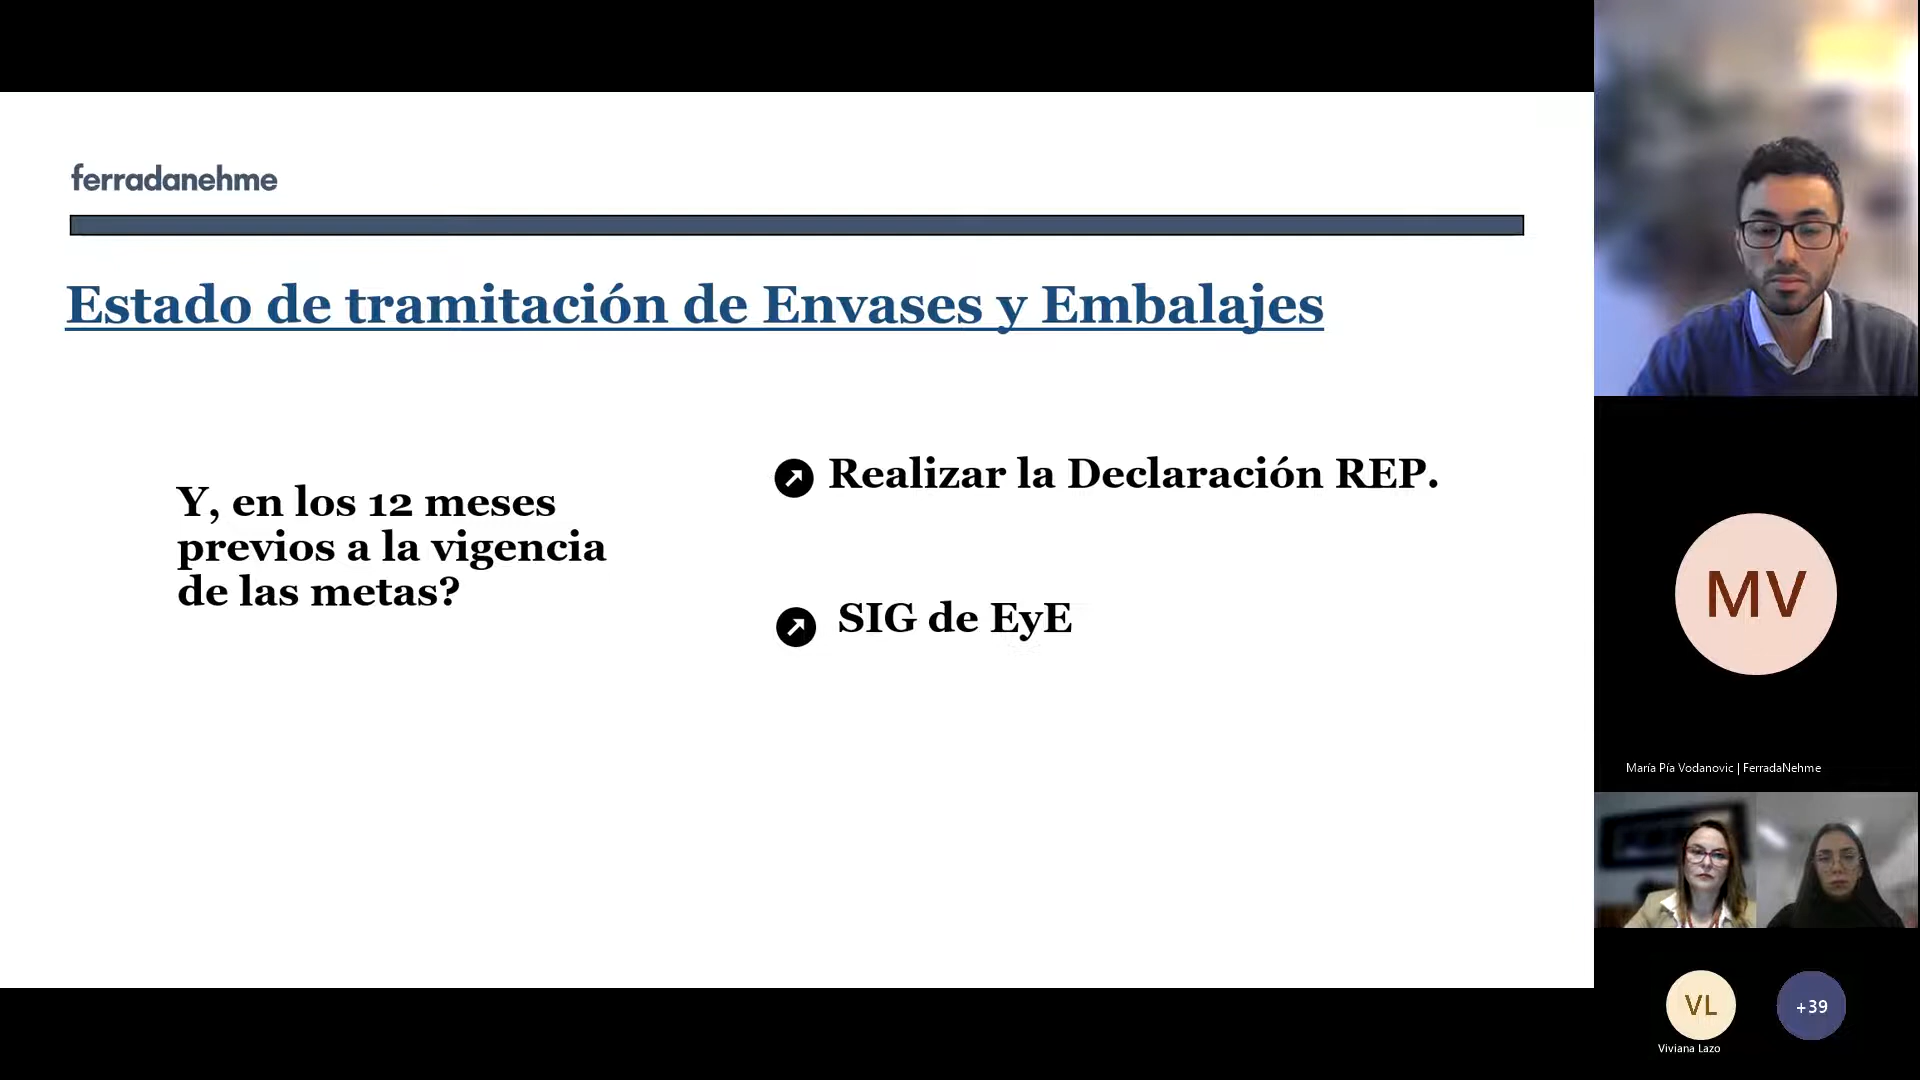 ferradanehme
Estado de tramitación de Envases y Embalajes
Y, en los 12 meses
previos a la vigencia
de las metas?
Realizar la Declaración REP.
SIG de EyE
MV
María Pía Vodanovic | FerradaNehme
VL
Viviana Lazo
+39